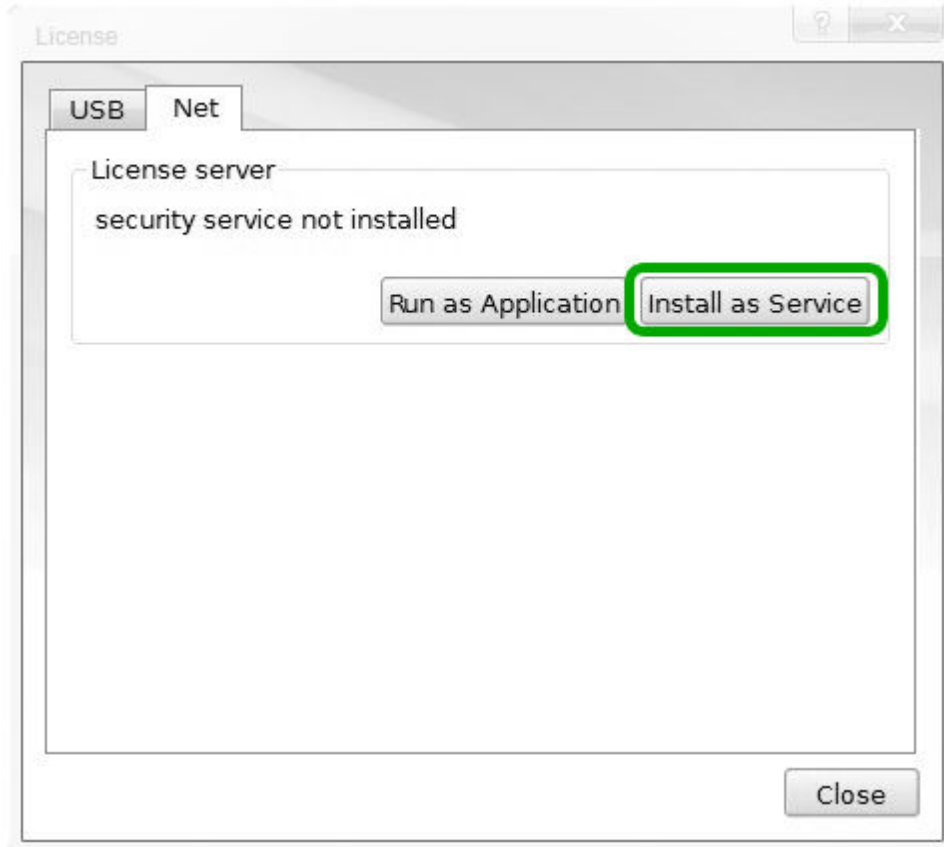 License
USB Net
License server
security service not installed
Run as Application Install as Service
Close